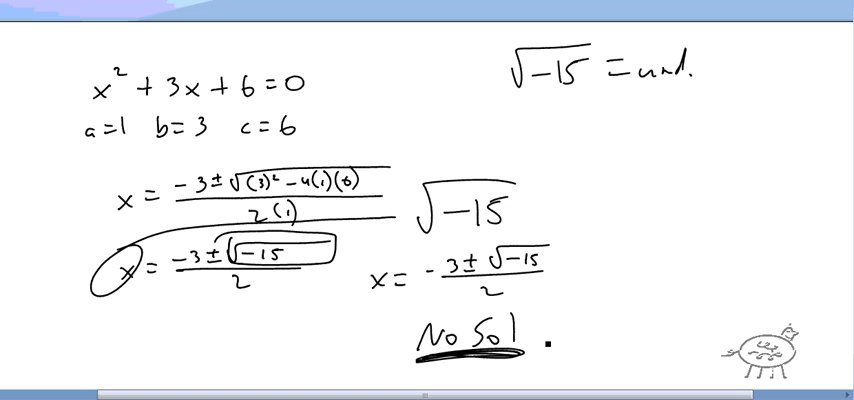 x² + 3x + 6 = 0
√-15 = und.
a=1 b=3 c=6
x = -3 ± √(3)² - 4(1)(6) / 2(1)
√-15
x = -3 ± √-15 / 2
x = -3 ± √-15 / 2
No Sol.